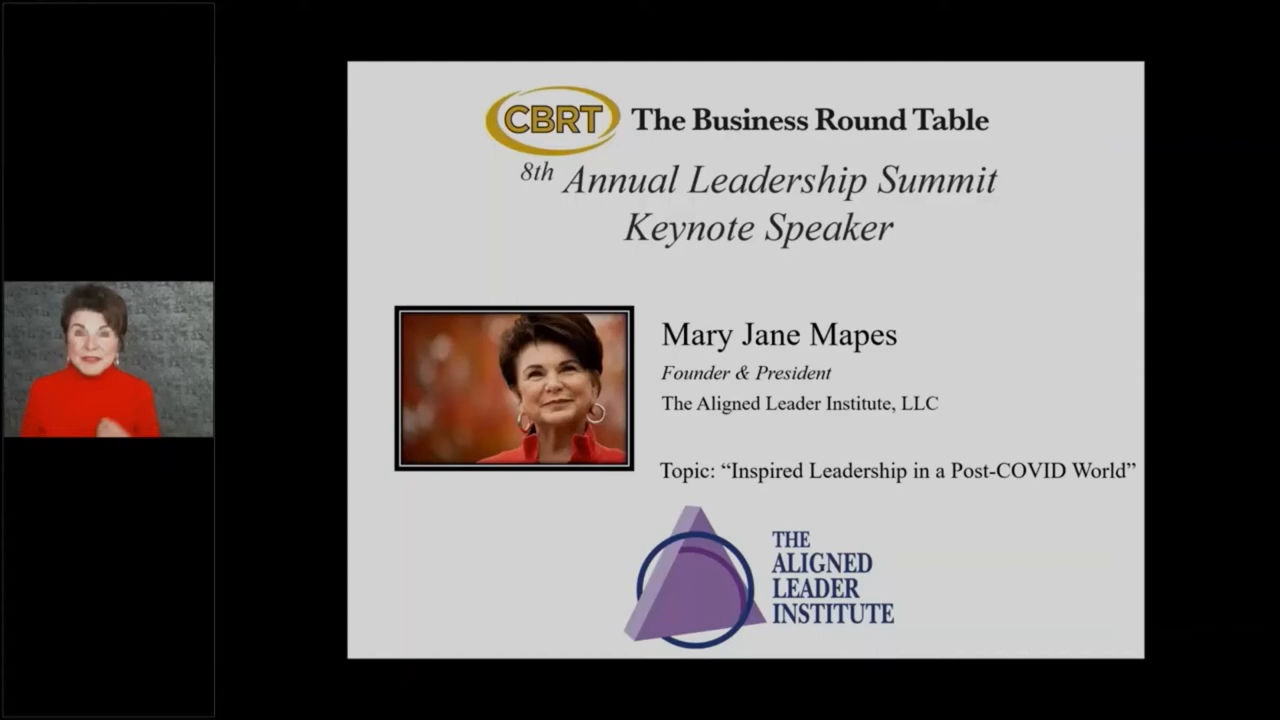 CBRT The Business Round Table
8th Annual Leadership Summit
Keynote Speaker
Mary Jane Mapes
Founder & President
The Aligned Leader Institute, LLC
Topic: “Inspired Leadership in a Post-COVID World”
THE
ALIGNED
LEADER
INSTITUTE